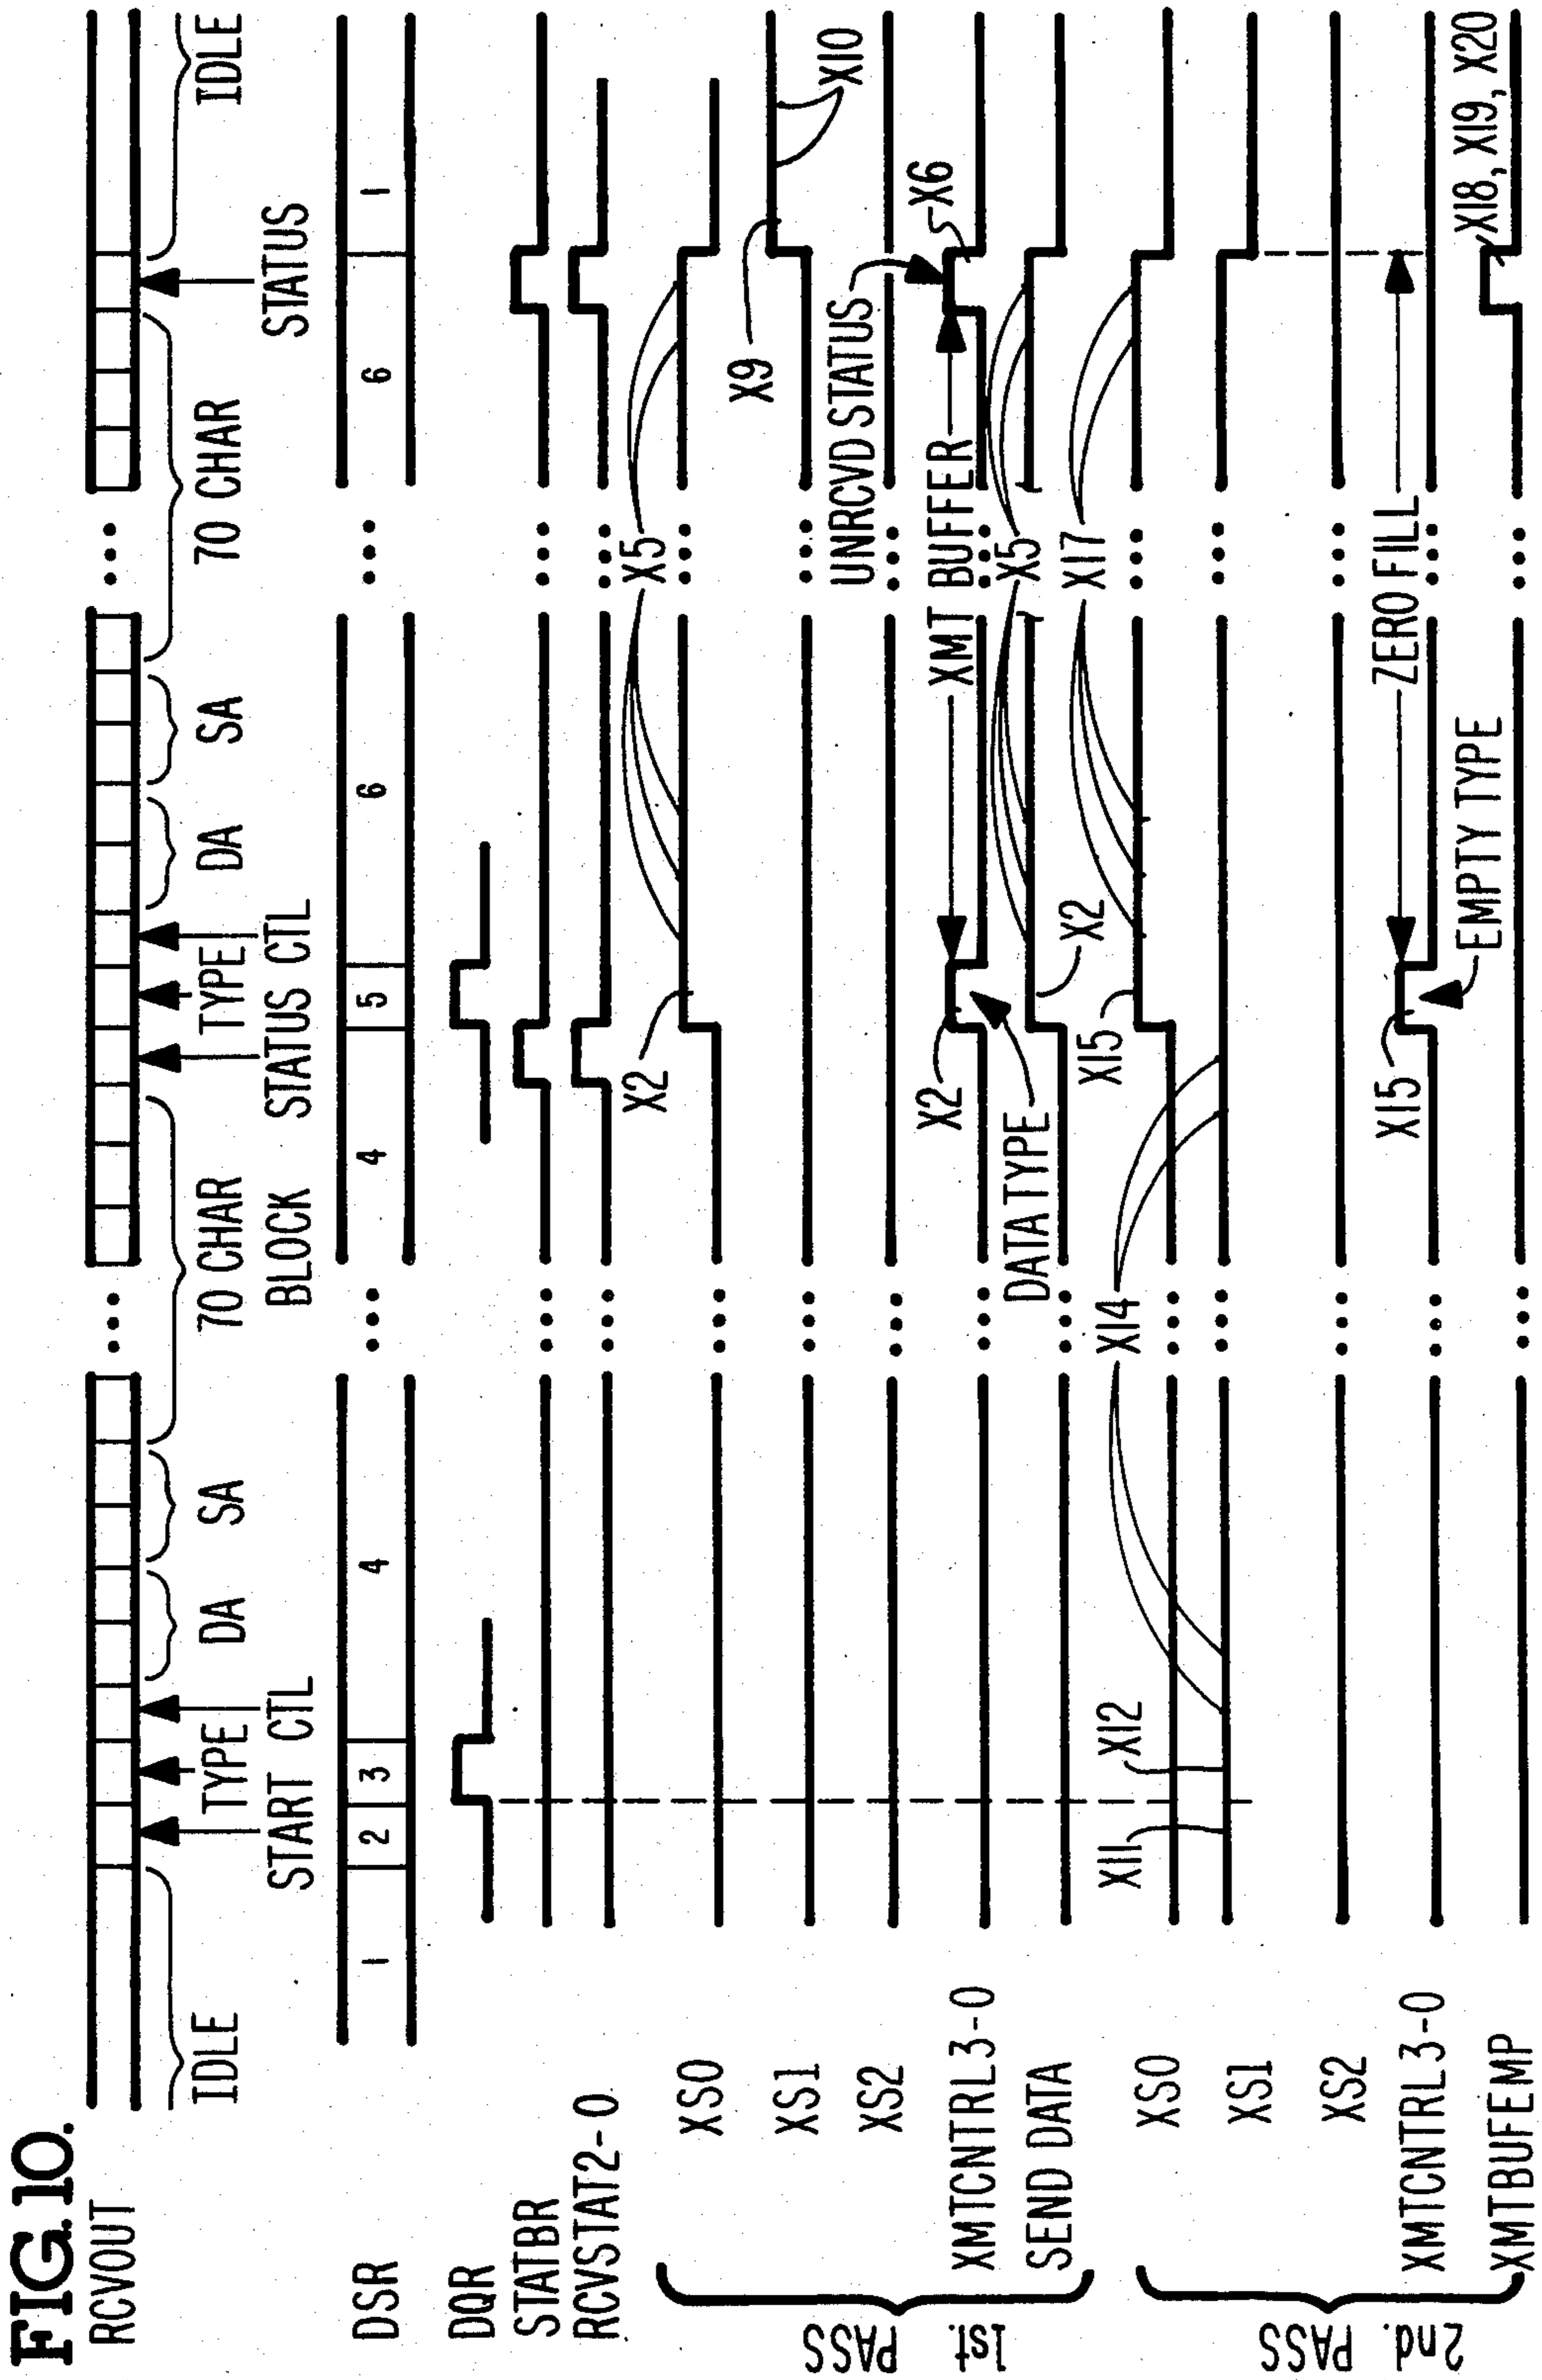 FIG.10.
RCVOUT
IDLE
START
TYPE
CTL
DA
SA
70 CHAR
BLOCK STATUS
TYPE
CTL
DA
SA
70 CHAR
STATUS
IDLE
DSR
1
2
3
4
4
5
6
6
1
DQR
STATBR
RCVSTAT2-0
1st. PASS
XS0
X2
X5
XS1
X9
X10
XS2
XMTCNTRL3-0
X2
DATA TYPE
XMT BUFFER
UNRCVD STATUS
X6
SEND DATA
X2
X5
2nd. PASS
XS0
X15
X17
XS1
X11
X12
X14
XS2
XMTCNTRL3-0
X15
EMPTY TYPE
ZERO FILL
XMTBUFEMP
X18, X19, X20